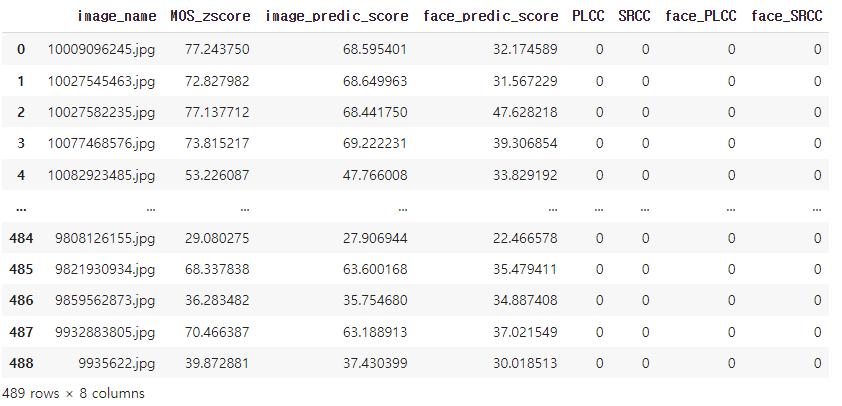 image_name MOS_zscore image_predic_score face_predic_score PLCC SRCC face_PLCC face_SRCC
0 10009096245.jpg 77.243750 68.595401 32.174589 0 0 0 0
1 10027545463.jpg 72.827982 68.649963 31.567229 0 0 0 0
2 10027582235.jpg 77.137712 68.441750 47.628218 0 0 0 0
3 10077468576.jpg 73.815217 69.222231 39.306854 0 0 0 0
4 10082923485.jpg 53.226087 47.766008 33.829192 0 0 0 0
... ... ... ... ... ... ... ... ...
484 9808126155.jpg 29.080275 27.906944 22.466578 0 0 0 0
485 9821930934.jpg 68.337838 63.600168 35.479411 0 0 0 0
486 9859562873.jpg 36.283482 35.754680 34.887408 0 0 0 0
487 9932883805.jpg 70.466387 63.188913 37.021549 0 0 0 0
488 9935622.jpg 39.872881 37.430399 30.018513 0 0 0 0
489 rows × 8 columns